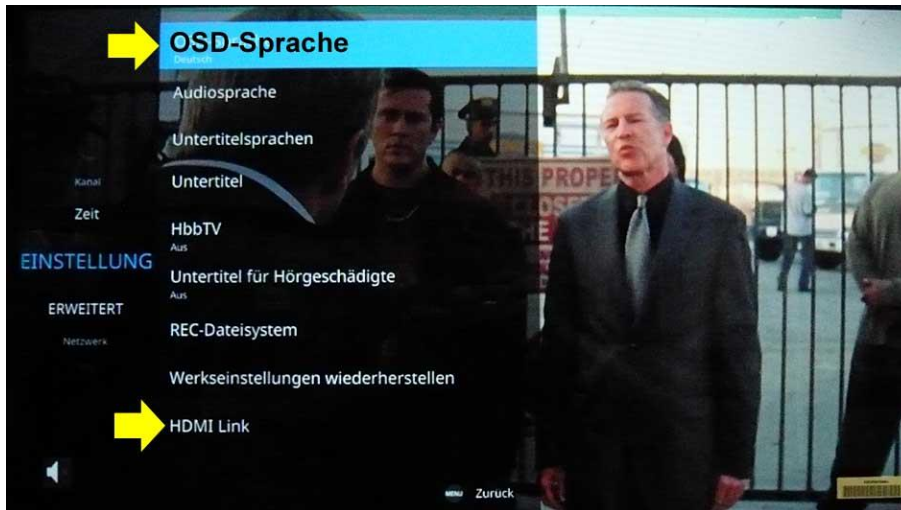 OSD-Sprache
Deutsch
Audiosprache
Untertitelsprachen
Untertitel
HbbTV
Aus
Untertitel für Hörgeschädigte
Aus
REC-Dateisystem
Werkseinstellungen wiederherstellen
HDMI Link
Kanal
Zeit
EINSTELLUNG
ERWEITERT
Netzwerk
MENU Zurück
THIS PROPE